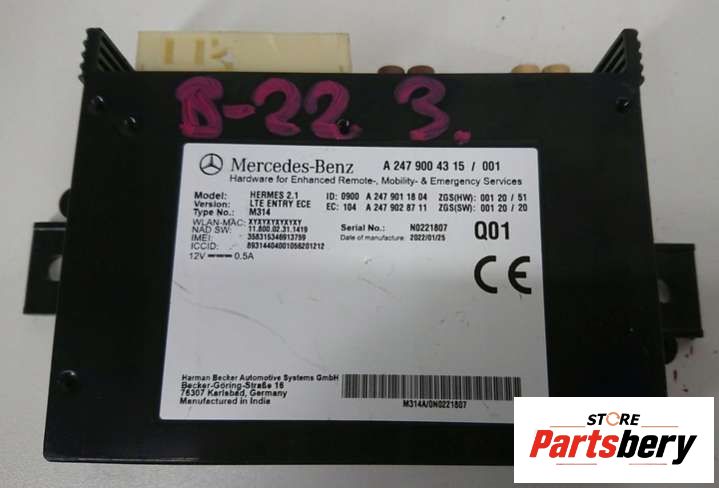 B-22 3.
Mercedes-Benz A 247 900 43 15 / 001
Hardware for Enhanced Remote-, Mobility- & Emergency Services
Model: HERMES 2.1 ID: 0900 A 247 901 18 04 ZGS(HW): 001 20 / 51
Version: LTE ENTRY ECE EC: 104 A 247 902 87 11 ZGS(SW): 001 20 / 20
Type No.: M314
WLAN-MAC: XYXYXYXYXYXY Serial No.: N0221807 Q01
NAD SW: 11.800.02.31.1419
IMEI: 358315346913759 Date of manufacture: 2022/01/25
ICCID: 89314404001056201212
12V 0.5A
CE
Harman Becker Automotive Systems GmbH
Becker-Göring-Straße 16
76307 Karlsbad, Germany
Manufactured in India
M314A/0N0221807
STORE
Partsbery